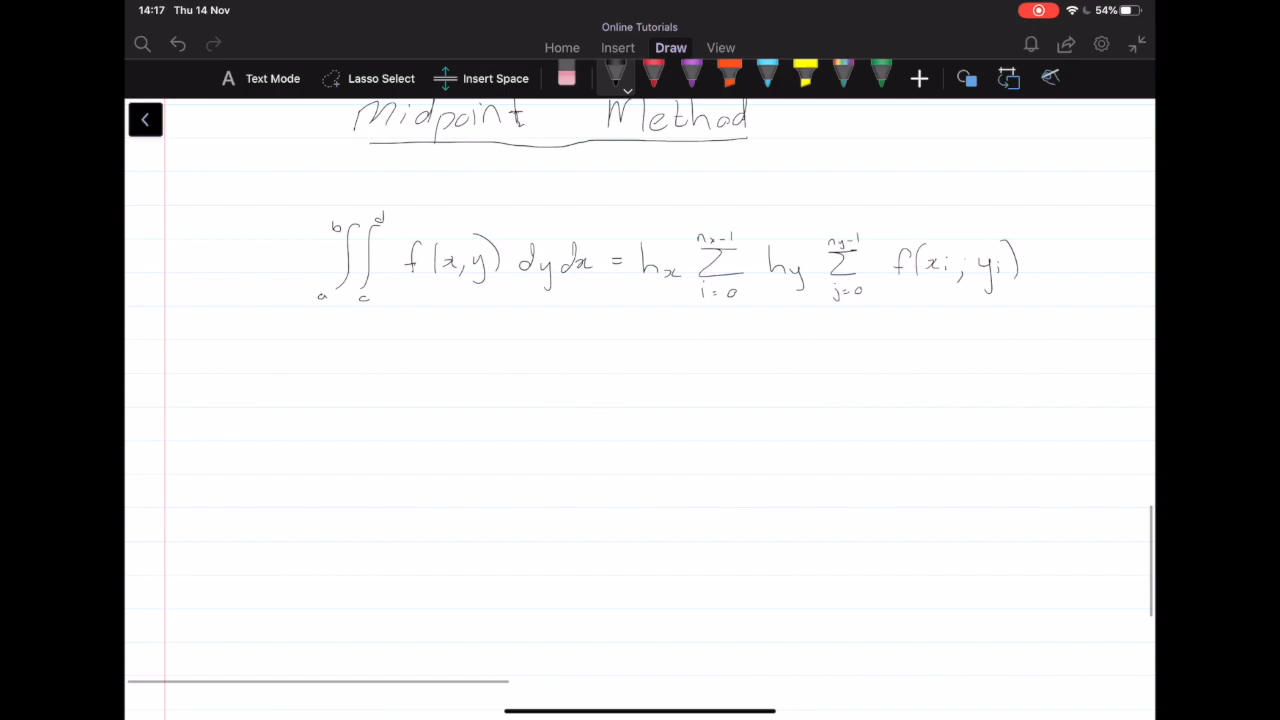 14:17 Thu 14 Nov 54%
Online Tutorials
Home Insert Draw View
Text Mode Lasso Select Insert Space
Midpoint Method
∫_a^b ∫_c^d f(x,y) dy dx = h_x Σ_{i=0}^{n_x-1} h_y Σ_{j=0}^{n_y-1} f(x_i, y_i)